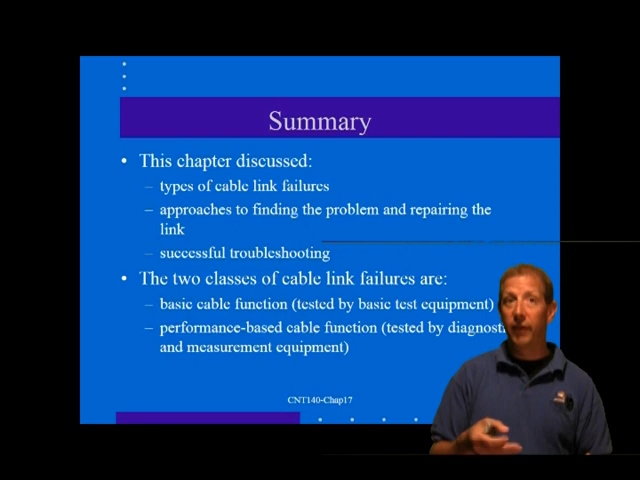 Summary
• This chapter discussed:
– types of cable link failures
– approaches to finding the problem and repairing the
link
– successful troubleshooting
• The two classes of cable link failures are:
– basic cable function (tested by basic test equipment)
– performance-based cable function (tested by
and measurement equipment)
CNT140-Chap17